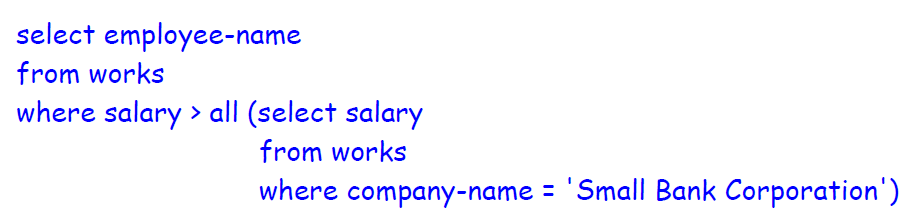 select employee-name
from works
where salary > all (select salary
from works
where company-name = 'Small Bank Corporation')